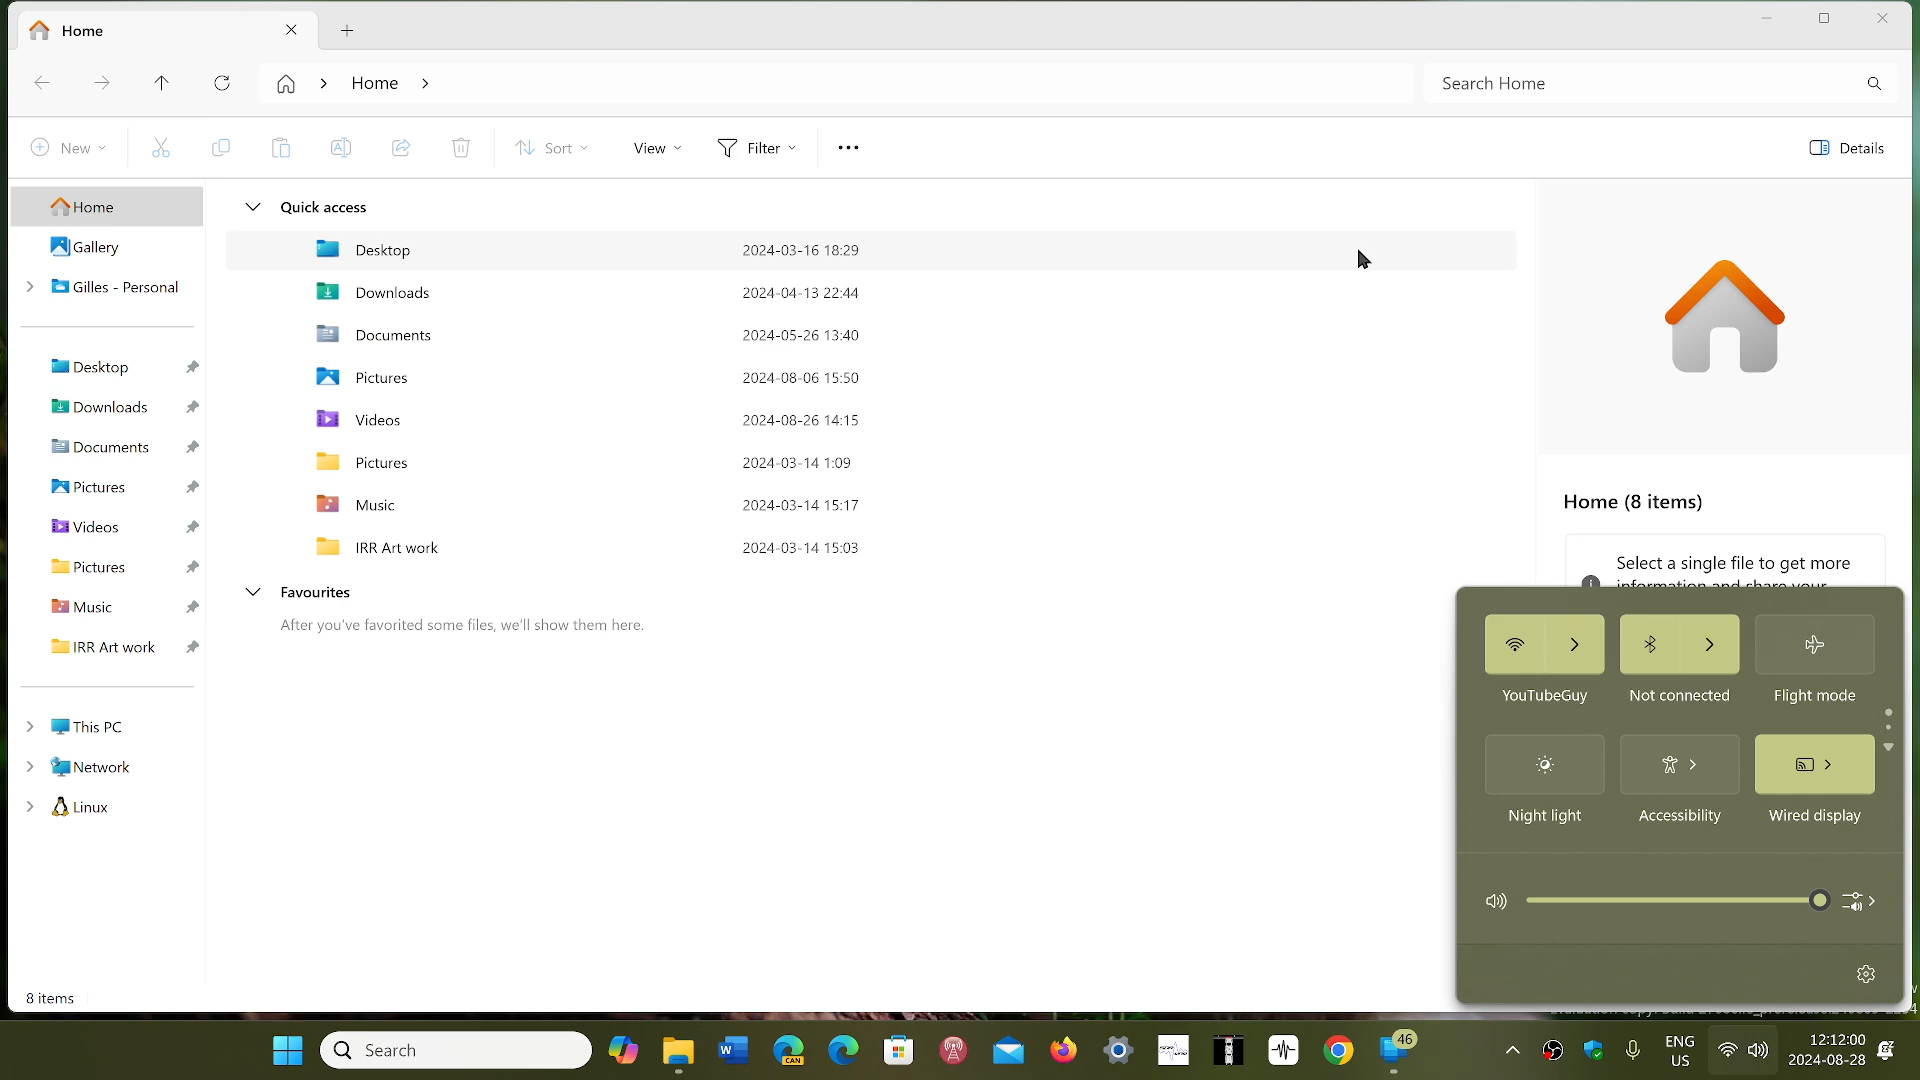 Home
Home
Search Home
New
Sort
View
Filter
Details
Home
Gallery
Gilles - Personal
Desktop
Downloads
Documents
Pictures
Videos
Pictures
Music
IRR Art work
This PC
Network
Linux
Quick access
Desktop 2024-03-16 18:29
Downloads 2024-04-13 22:44
Documents 2024-05-26 13:40
Pictures 2024-08-06 15:50
Videos 2024-08-26 14:15
Pictures 2024-03-14 1:09
Music 2024-03-14 15:17
IRR Art work 2024-03-14 15:03
Favourites
After you've favorited some files, we'll show them here.
Home (8 items)
Select a single file to get more
information and share your
YouTubeGuy
Not connected
Flight mode
Night light
Accessibility
Wired display
8 items
Search
CAN
46
ENG
US
12:12:00
2024-08-28